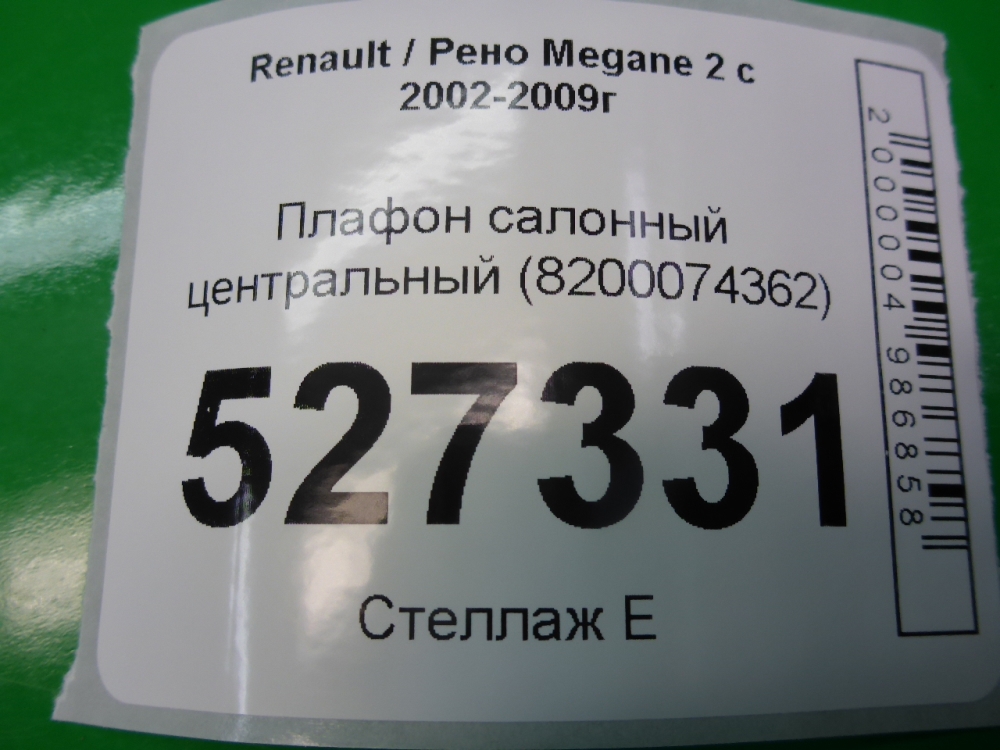 Renault / Рено Megane 2 с
2002-2009г
Плафон салонный
центральный (8200074362)
527331
Стеллаж Е
2000004986858